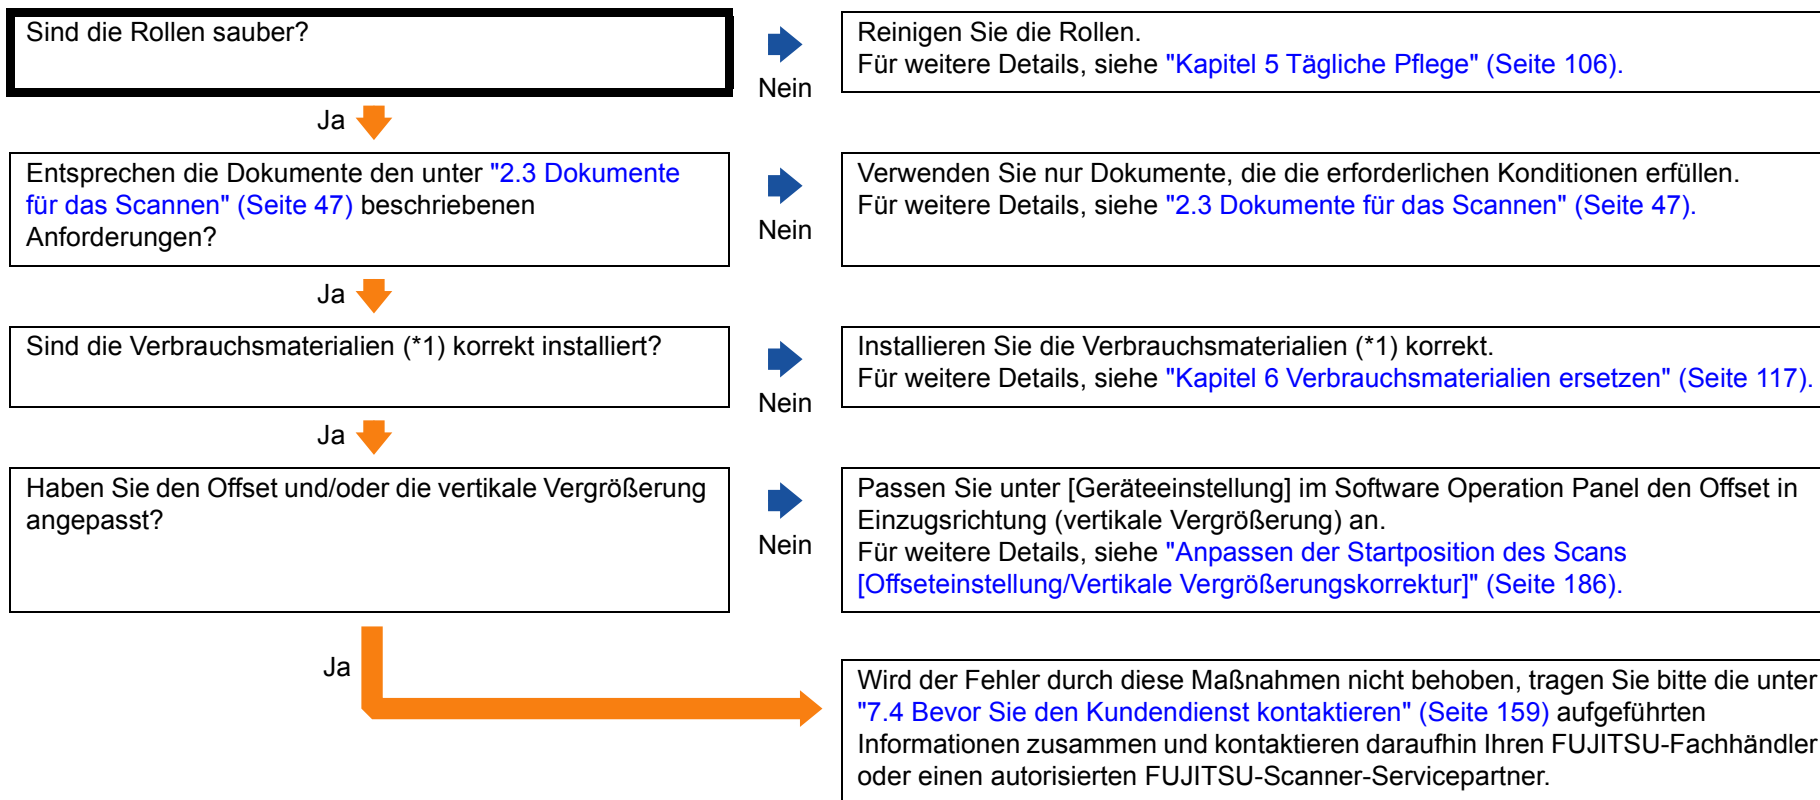 Sind die Rollen sauber?
Nein
Reinigen Sie die Rollen.
Für weitere Details, siehe "Kapitel 5 Tägliche Pflege" (Seite 106).
Ja
Entsprechen die Dokumente den unter "2.3 Dokumente
für das Scannen" (Seite 47) beschriebenen
Anforderungen?
Nein
Verwenden Sie nur Dokumente, die die erforderlichen Konditionen erfüllen.
Für weitere Details, siehe "2.3 Dokumente für das Scannen" (Seite 47).
Ja
Sind die Verbrauchsmaterialien (*1) korrekt installiert?
Nein
Installieren Sie die Verbrauchsmaterialien (*1) korrekt.
Für weitere Details, siehe "Kapitel 6 Verbrauchsmaterialien ersetzen" (Seite 117).
Ja
Haben Sie den Offset und/oder die vertikale Vergrößerung
angepasst?
Nein
Passen Sie unter [Geräteeinstellung] im Software Operation Panel den Offset in
Einzugsrichtung (vertikale Vergrößerung) an.
Für weitere Details, siehe "Anpassen der Startposition des Scans
[Offseteinstellung/Vertikale Vergrößerungskorrektur]" (Seite 186).
Ja
Wird der Fehler durch diese Maßnahmen nicht behoben, tragen Sie bitte die unter
"7.4 Bevor Sie den Kundendienst kontaktieren" (Seite 159) aufgeführten
Informationen zusammen und kontaktieren daraufhin Ihren FUJITSU-Fachhändler
oder einen autorisierten FUJITSU-Scanner-Servicepartner.